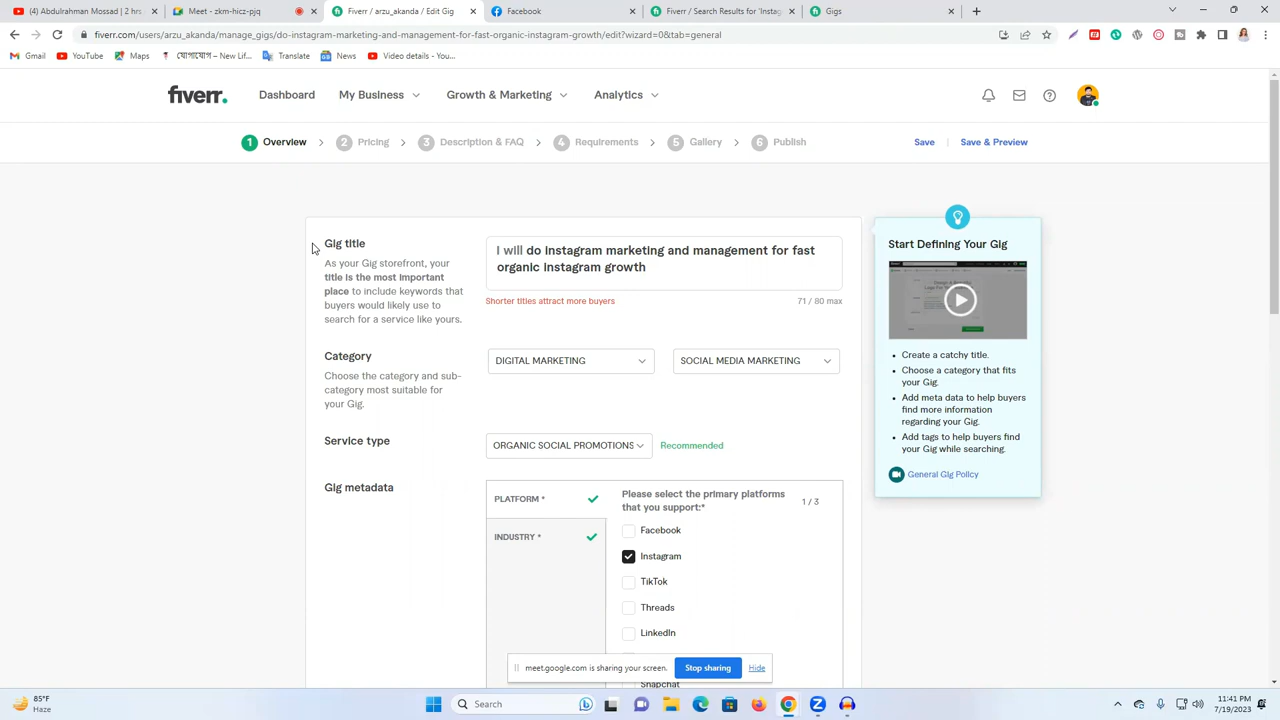 (4) Abdulrahman Mossad | 2 hrs
Meet - zkm-hicz-pjq
Fiverr / arzu_akanda / Edit Gig
Facebook
Fiverr / Search Results for 'Instag
Gigs
fiverr.com/users/arzu_akanda/manage_gigs/do-instagram-marketing-and-management-for-fast-organic-instagram-growth/edit?wizard=0&tab=general
Gmail
YouTube
Maps
যোগাযোগ – New Lif...
Translate
News
Video details - You...
fiverr.
Dashboard
My Business
Growth & Marketing
Analytics
1 Overview
2 Pricing
3 Description & FAQ
4 Requirements
5 Gallery
6 Publish
Save
Save & Preview
Gig title
As your Gig storefront, your
title is the most important
place to include keywords that
buyers would likely use to
search for a service like yours.
I will do instagram marketing and management for fast
organic instagram growth
Shorter titles attract more buyers
71 / 80 max
Category
Choose the category and sub-
category most suitable for
your Gig.
DIGITAL MARKETING
SOCIAL MEDIA MARKETING
Service type
ORGANIC SOCIAL PROMOTIONS
Recommended
Gig metadata
PLATFORM *
INDUSTRY *
Please select the primary platforms
that you support:*
1 / 3
Facebook
Instagram
TikTok
Threads
LinkedIn
Snapchat
Start Defining Your Gig
Create a catchy title.
Choose a category that fits
your Gig.
Add meta data to help buyers
find more information
regarding your Gig.
Add tags to help buyers find
your Gig while searching.
General Gig Policy
meet.google.com is sharing your screen.
Stop sharing
Hide
85°F
Haze
Search
11:41 PM
7/19/2023